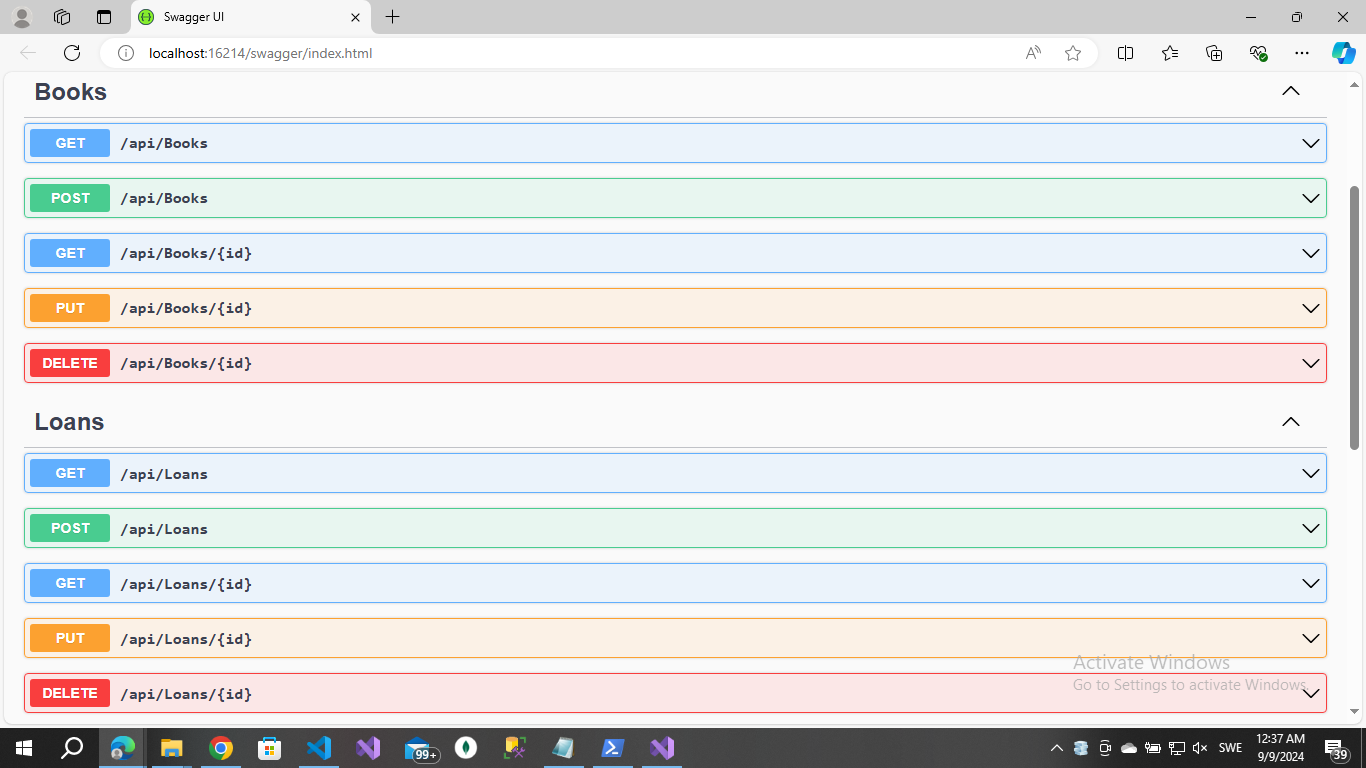 Swagger UI
localhost:16214/swagger/index.html
Books
GET /api/Books
POST /api/Books
GET /api/Books/{id}
PUT /api/Books/{id}
DELETE /api/Books/{id}
Loans
GET /api/Loans
POST /api/Loans
GET /api/Loans/{id}
PUT /api/Loans/{id}
DELETE /api/Loans/{id}
Activate Windows
Go to Settings to activate Windows.
99+
SWE
12:37 AM
9/9/2024
39